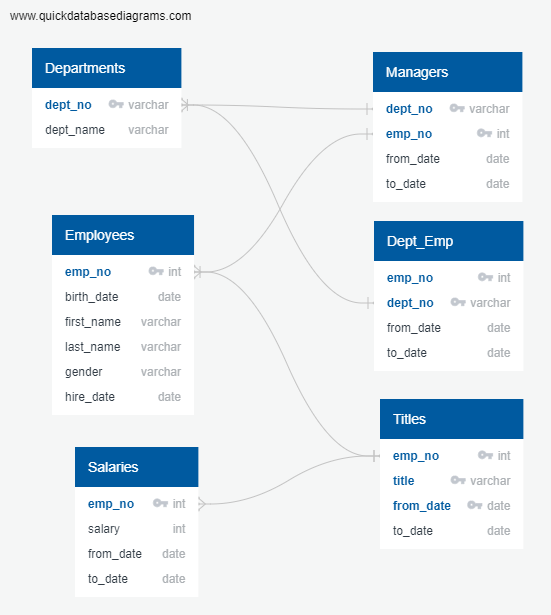 www.quickdatabasediagrams.com
Departments
dept_no varchar
dept_name varchar
Managers
dept_no varchar
emp_no int
from_date date
to_date date
Employees
emp_no int
birth_date date
first_name varchar
last_name varchar
gender varchar
hire_date date
Dept_Emp
emp_no int
dept_no varchar
from_date date
to_date date
Salaries
emp_no int
salary int
from_date date
to_date date
Titles
emp_no int
title varchar
from_date date
to_date date